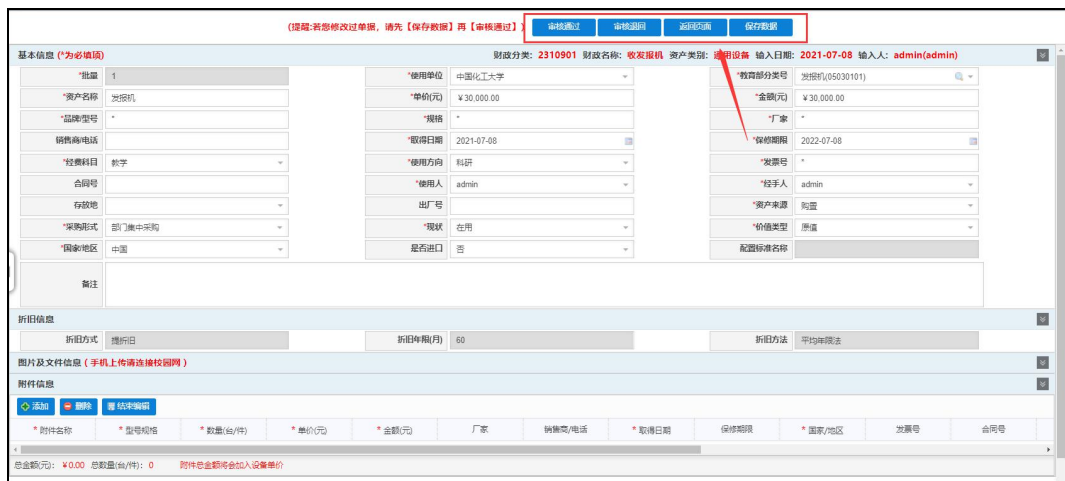 (提醒:若您修改过单据，请先【保存数据】再【审核通过】) 审核通过 审核退回 返回页面 保存数据
基本信息 (*为必填项) 财政分类: 2310901 财政名称: 收发报机 资产类别: 通用设备 输入日期: 2021-07-08 输入人: admin(admin)
*批量 1 *使用单位 中国化工大学 *教育部分类号 发报机(05030101)
*资产名称 发报机 *单价(元) ¥30,000.00 *金额(元) ¥30,000.00
*品牌/型号 * *规格 * *厂家 *
销售商/电话 *取得日期 2021-07-08 *保修期限 2022-07-08
*经费科目 教学 *使用方向 科研 *发票号 *
合同号 *使用人 admin *经手人 admin
存放地 出厂号 *资产来源 购置
*采购形式 部门集中采购 *现状 在用 *价值类型 原值
*国家/地区 中国 是否进口 否 配置标准名称
备注
折旧信息
折旧方式 提折旧 折旧年限(月) 60 折旧方法 平均年限法
图片及文件信息 ( 手机上传请连接校园网 )
附件信息
添加 删除 结束编辑
* 附件名称 * 型号规格 * 数量(台/件) * 单价(元) * 金额(元) 厂家 销售商/电话 * 取得日期 保修期限 * 国家/地区 发票号 合同号
总金额(元): ¥0.00 总数量(台/件): 0 附件总金额将会加入设备单价